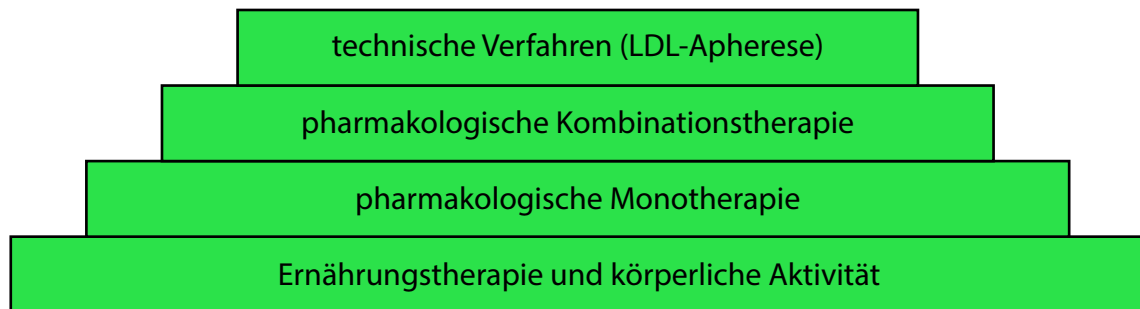 technische Verfahren (LDL-Apherese)
pharmakologische Kombinationstherapie
pharmakologische Monotherapie
Ernährungstherapie und körperliche Aktivität